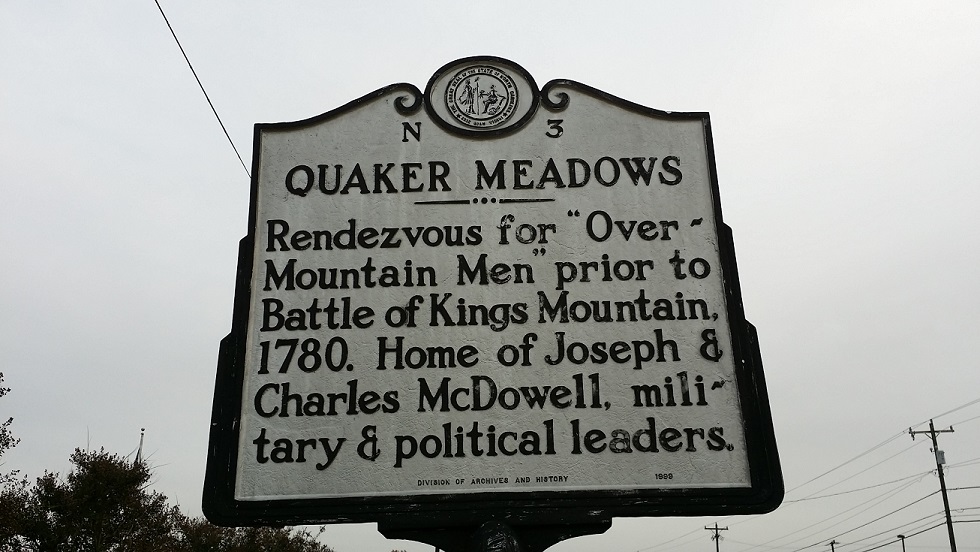 N 3
QUAKER MEADOWS
Rendezvous for "Over-
Mountain Men" prior to
Battle of Kings Mountain,
1780. Home of Joseph &
Charles McDowell, mili-
tary & political leaders.
DIVISION OF ARCHIVES AND HISTORY 1999